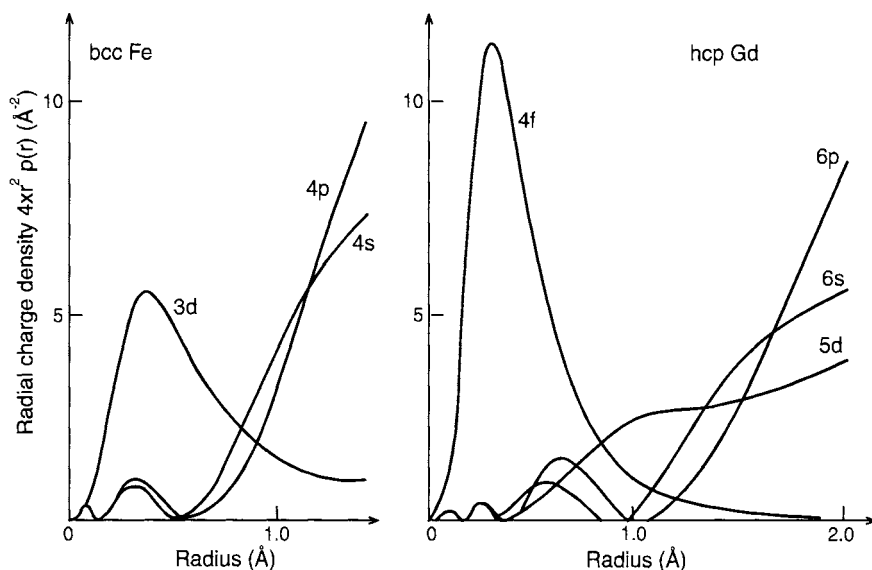 bcc Fe
Radial charge density 4xr² p(r) (Å⁻²)
10
5
3d
4p
4s
0
1.0
Radius (Å)
hcp Gd
10
5
4f
6p
6s
5d
0
1.0
2.0
Radius (Å)